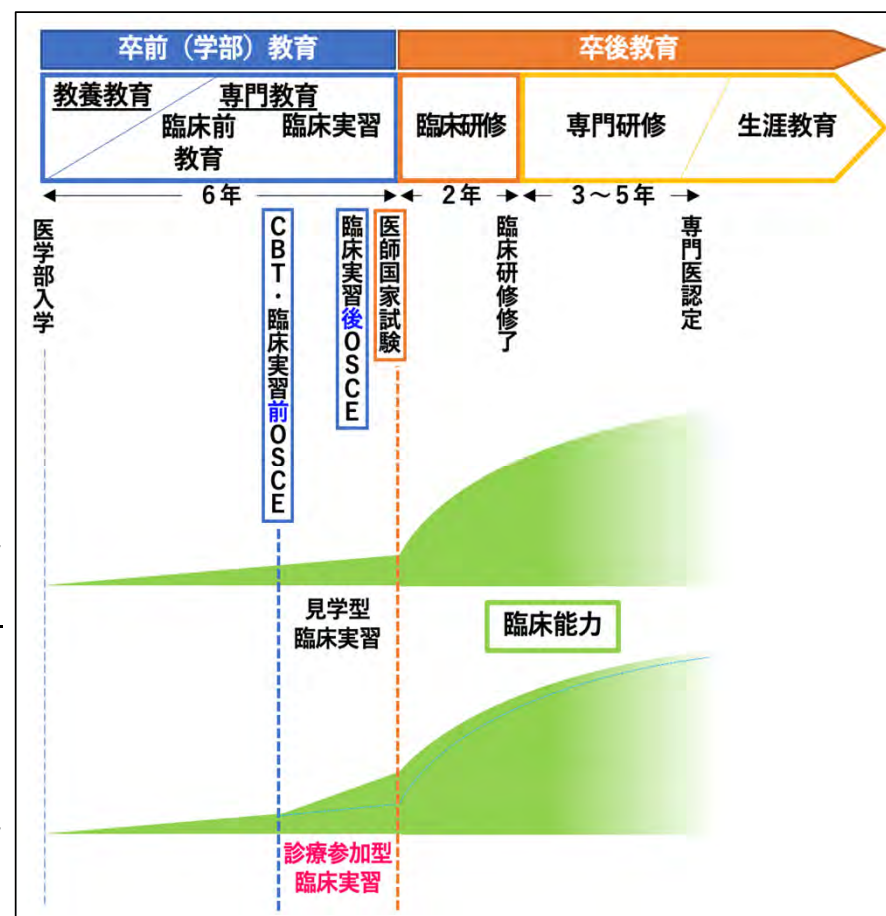 卒前（学部）教育
卒後教育
教養教育
専門教育
臨床前
教育
臨床実習
臨床研修
専門研修
生涯教育
6年
2年
3～5年
医学部入学
CBT・臨床実習前OSCE
臨床実習後OSCE
医師国家試験
臨床研修修了
専門医認定
見学型
臨床実習
臨床能力
診療参加型
臨床実習